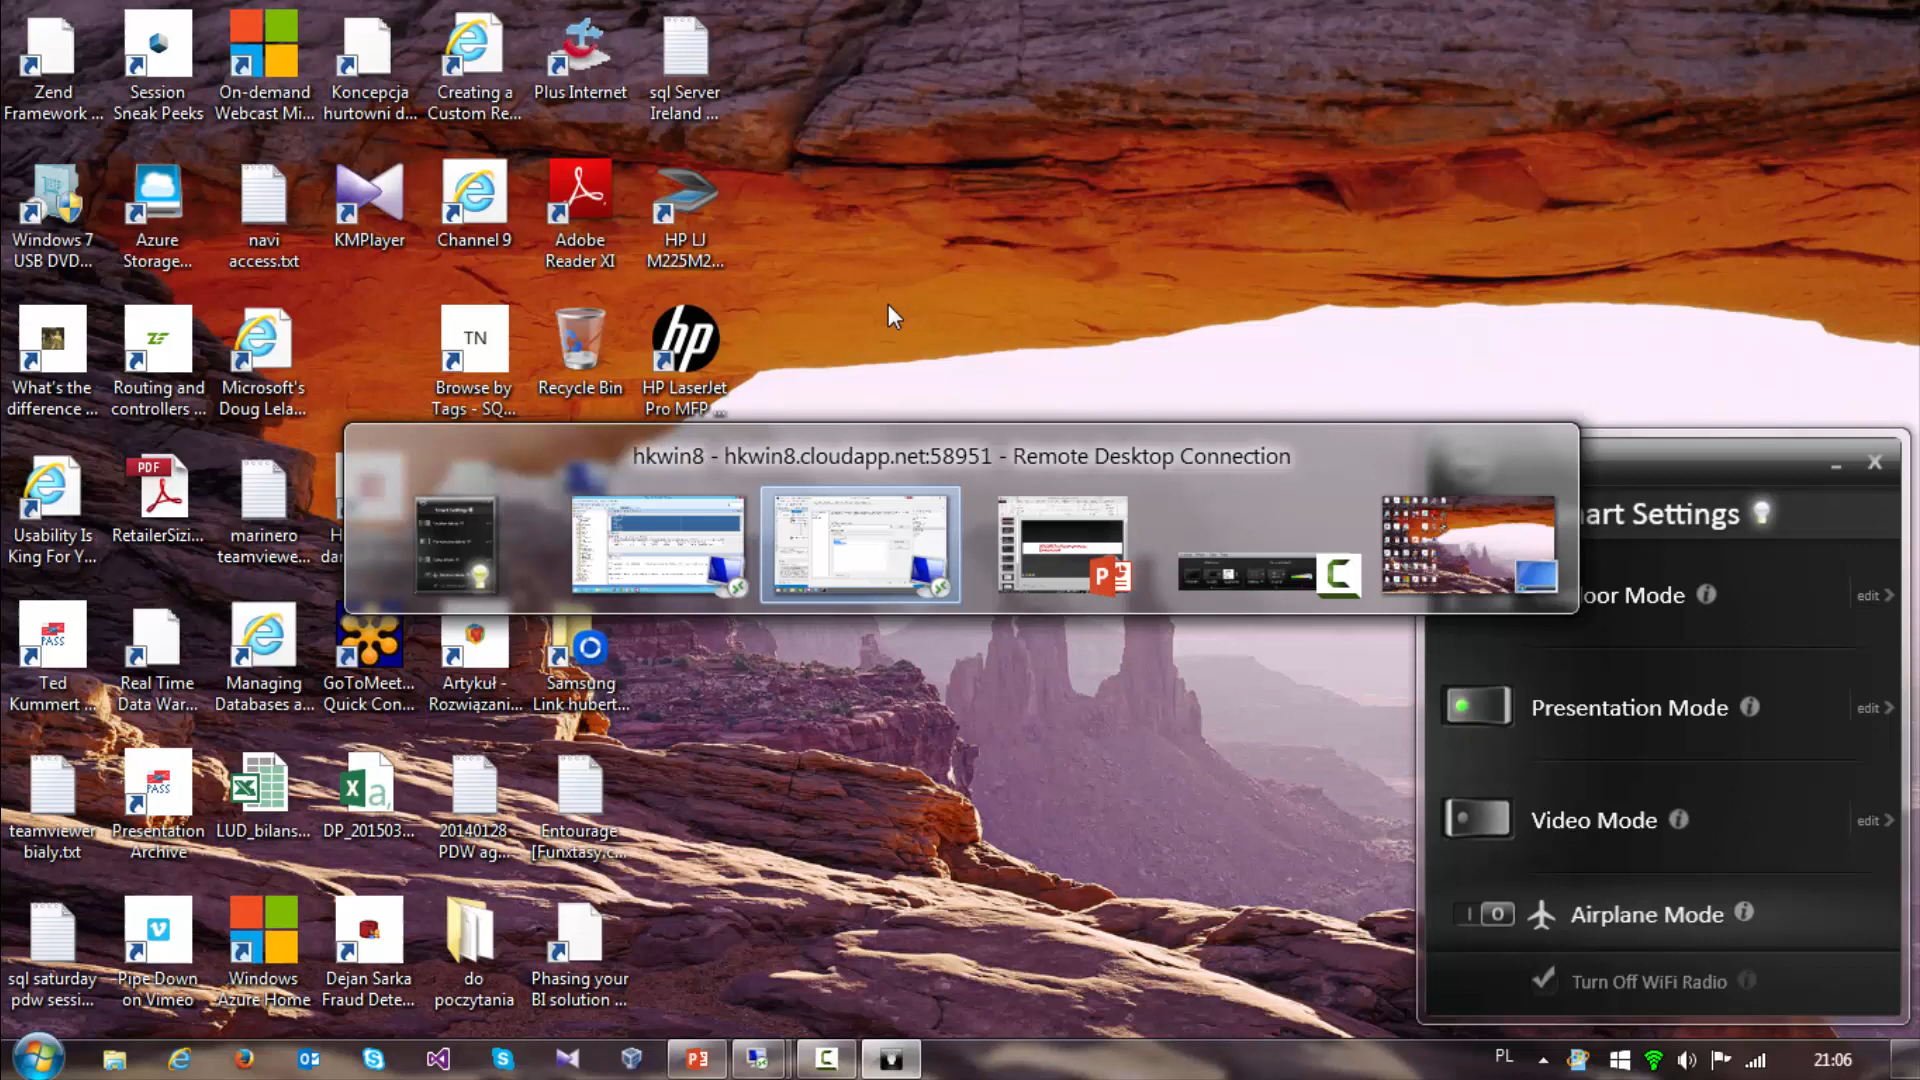 Zend
Framework ...
Session
Sneak Peeks
On-demand
Webcast Mi...
Koncepcja
hurtowni d...
Creating a
Custom Re...
Plus Internet
sql Server
Ireland ...
Windows 7
USB DVD...
Azure
Storage...
navi
access.txt
KMPlayer
Channel 9
Adobe
Reader XI
HP LJ
M225M2...
What's the
difference ...
Routing and
controllers ...
Microsoft's
Doug Lela...
TN
Browse by
Tags - SQ...
Recycle Bin
hp
HP LaserJet
Pro MFP ...
hkwin8 - hkwin8.cloudapp.net:58951 - Remote Desktop Connection
Usability Is
King For Y...
PDF
RetailerSizi...
marinero
teamviewe...
art Settings
oor Mode
edit
PASS
Ted
Kummert ...
Real Time
Data War...
Managing
Databases a...
GoToMeet...
Quick Con...
Artykuł -
Rozwiązani...
Samsung
Link hubert...
Presentation Mode
edit
teamviewer
bialy.txt
PASS
Presentation
Archive
LUD_bilans...
DP_201503...
20140128
PDW ag...
Entourage
[Funxtasy.c...
Video Mode
edit
sql saturday
pdw sessi...
Pipe Down
on Vimeo
Windows
Azure Home
Dejan Sarka
Fraud Dete...
do
poczytania
Phasing your
BI solution ...
Airplane Mode
Turn Off WiFi Radio
PL
21:06